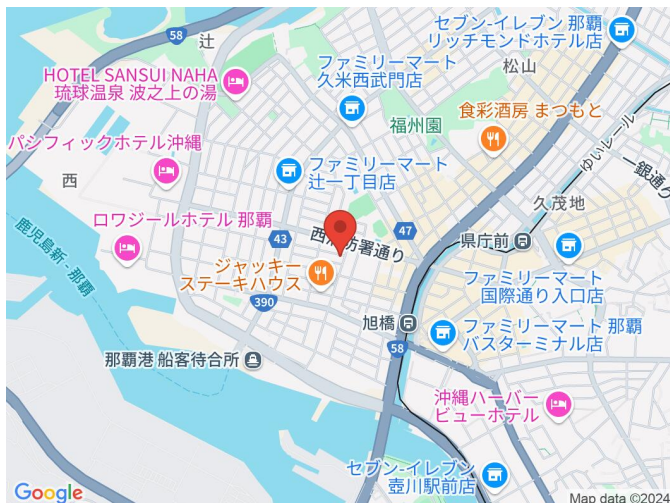 セブン-イレブン 那覇
リッチモンドホテル店
58
辻
松山
HOTEL SANSUI NAHA
琉球温泉 波之上の湯
ファミリーマート
久米西武門店
福州園
食彩酒房 まつもと
ゆいレール
一銀通り
パシフィックホテル沖縄
西
ファミリーマート
辻一丁目店
久茂地
ロワジールホテル 那覇
43
47
県庁前
鹿児島新 - 那覇
ジャッキー
ステーキハウス
ファミリーマート
国際通り入口店
390
旭橋
ファミリーマート 那覇
バスターミナル店
58
那覇港 船客待合所
沖縄ハーバー
ビューホテル
セブン-イレブン
壺川駅前店
Google
Map data ©2024